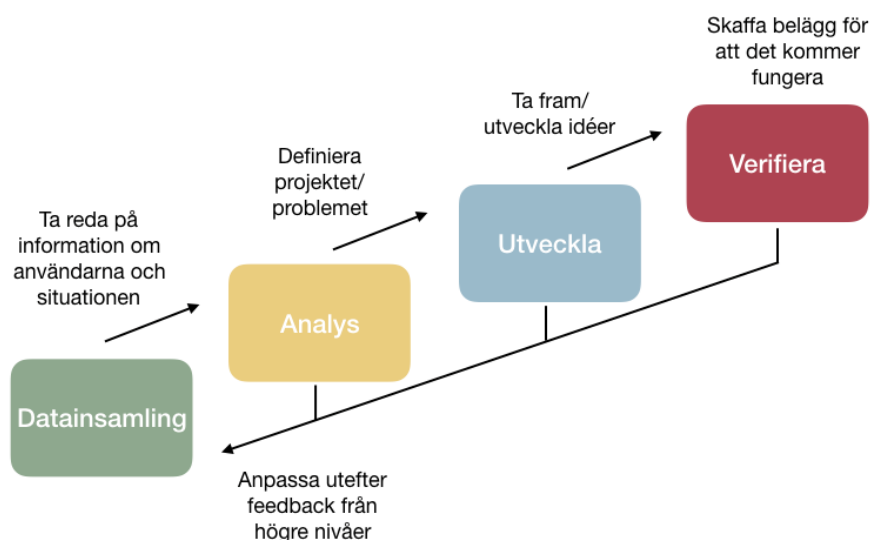 Skaffa belägg för
att det kommer
fungera
Verifiera
Ta fram/
utveckla idéer
Utveckla
Definiera
projektet/
problemet
Analys
Ta reda på
information om
användarna och
situationen
Datainsamling
Anpassa utefter
feedback från
högre nivåer